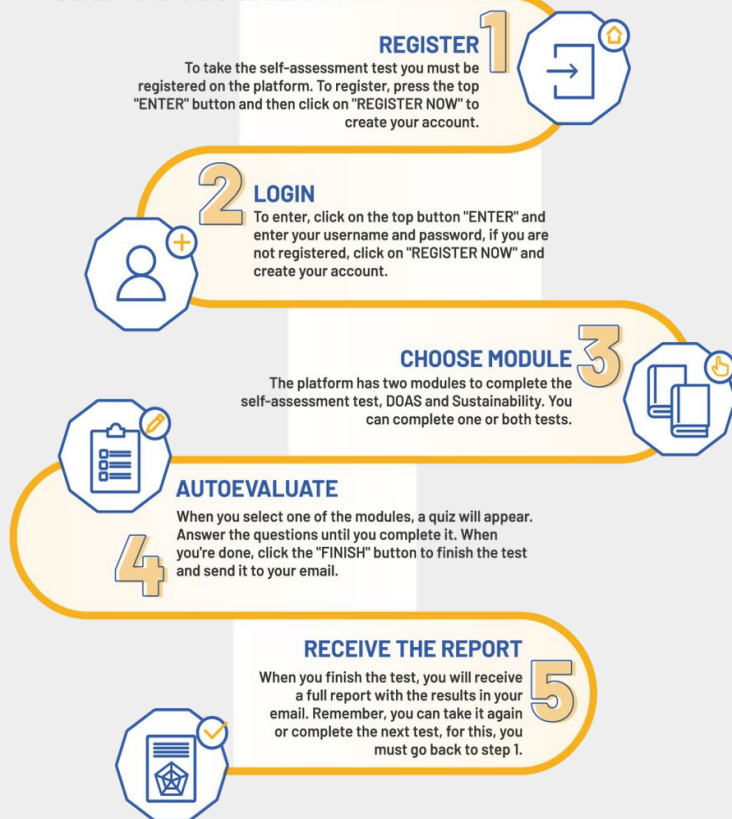 1
REGISTER
To take the self-assessment test you must be
registered on the platform. To register, press the top
"ENTER" button and then click on "REGISTER NOW" to
create your account.
2
LOGIN
To enter, click on the top button "ENTER" and
enter your username and password, if you are
not registered, click on "REGISTER NOW" and
create your account.
3
CHOOSE MODULE
The platform has two modules to complete the
self-assessment test, DOAS and Sustainability. You
can complete one or both tests.
AUTOEVALUATE
When you select one of the modules, a quiz will appear.
Answer the questions until you complete it. When
you're done, click the "FINISH" button to finish the test
and send it to your email.
4
RECEIVE THE REPORT
When you finish the test, you will receive
a full report with the results in your
email. Remember, you can take it again
or complete the next test, for this, you
must go back to step 1.
5